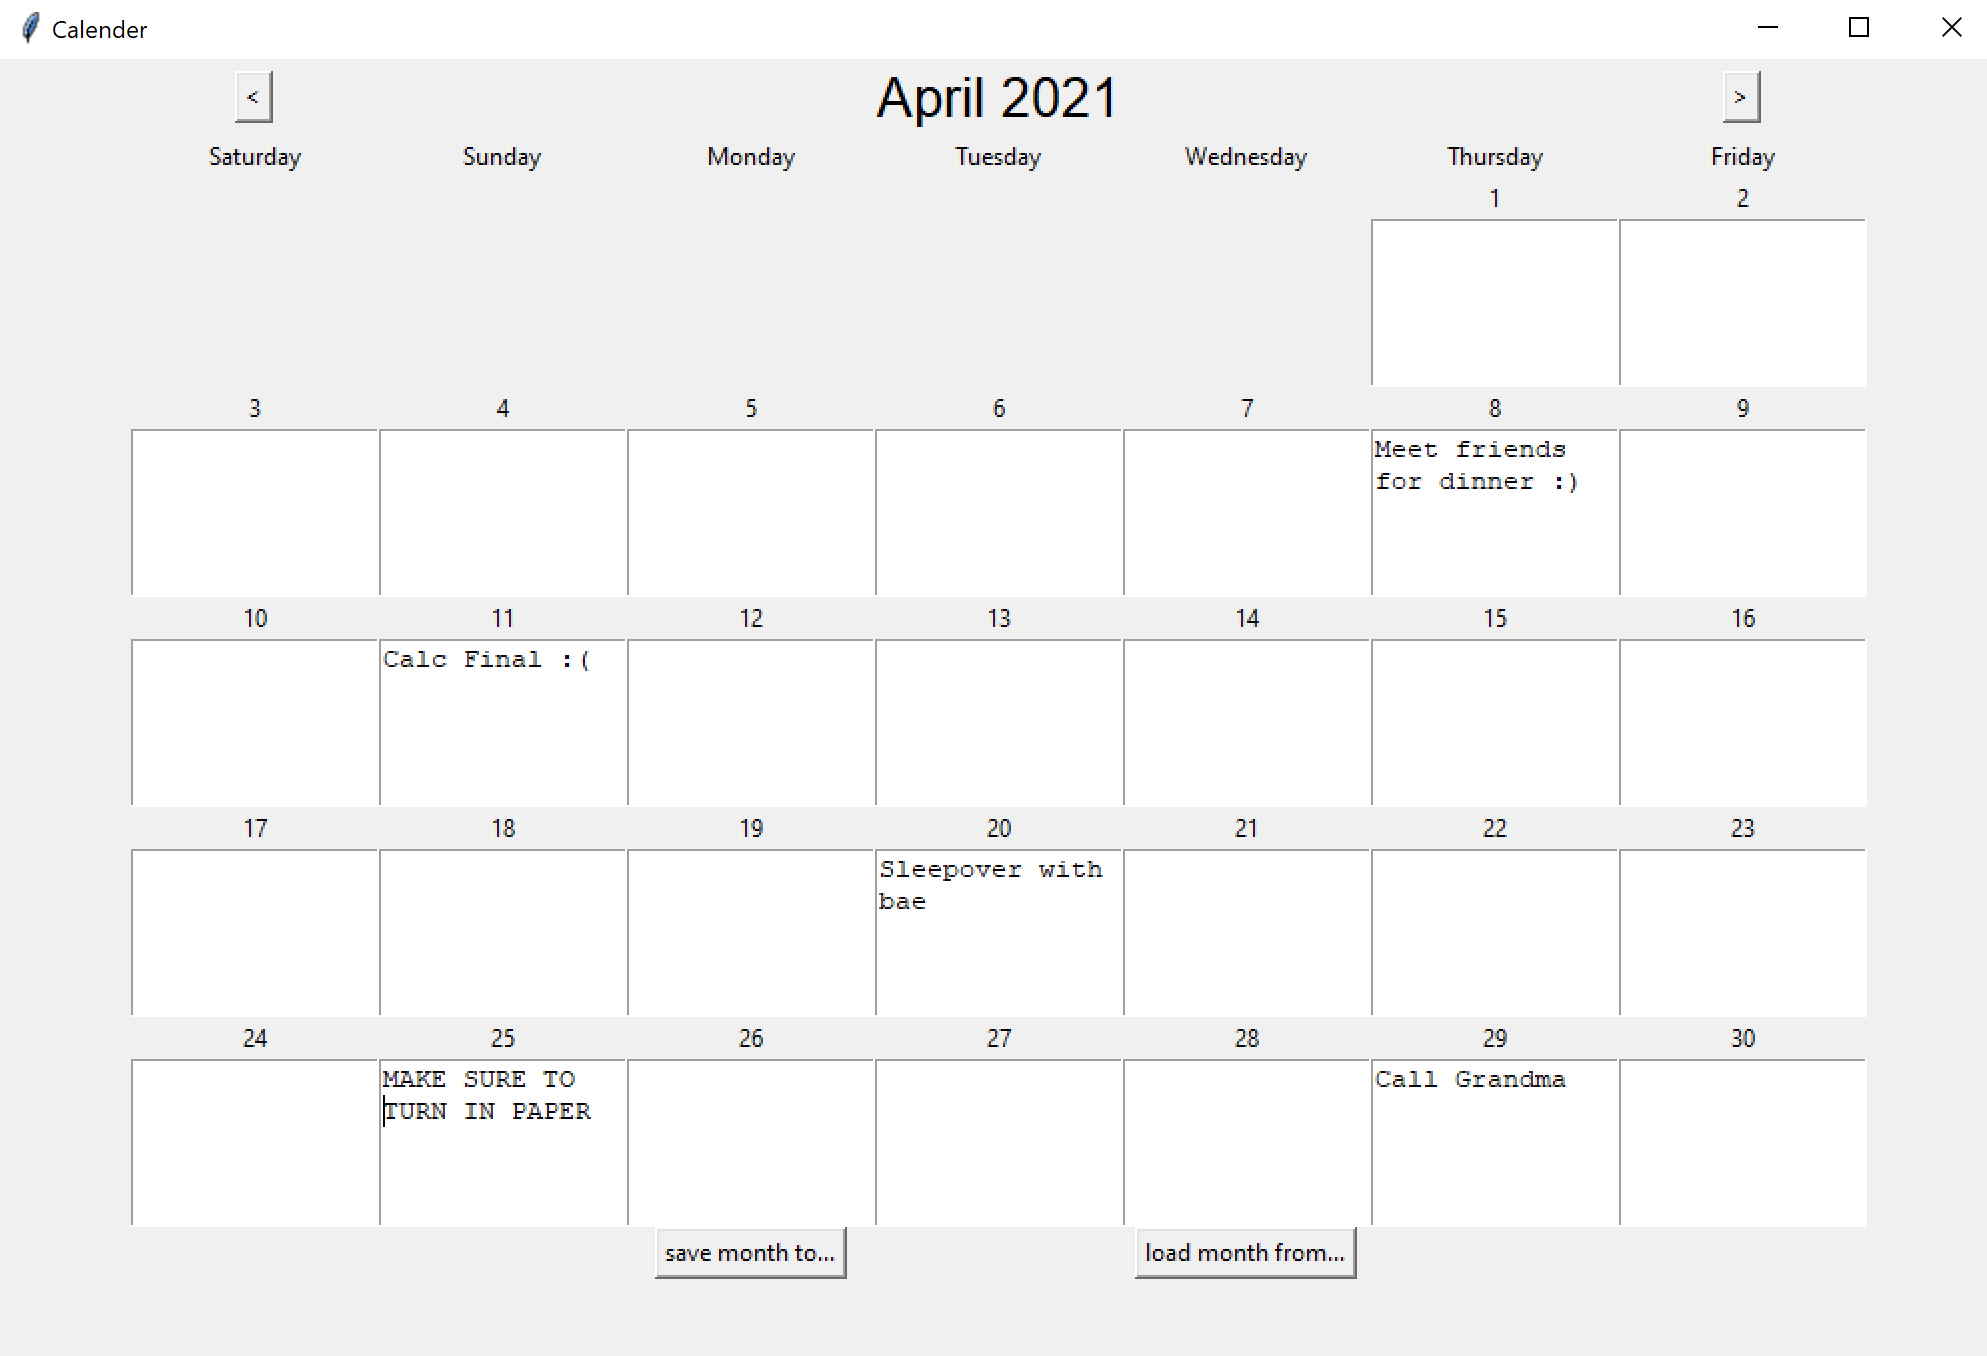 Calender
< April 2021 >
Saturday Sunday Monday Tuesday Wednesday Thursday Friday
1 2
3 4 5 6 7 8 9
Meet friends
for dinner :)
10 11 12 13 14 15 16
Calc Final :(
17 18 19 20 21 22 23
Sleepover with
bae
24 25 26 27 28 29 30
MAKE SURE TO Call Grandma
TURN IN PAPER
save month to... load month from...